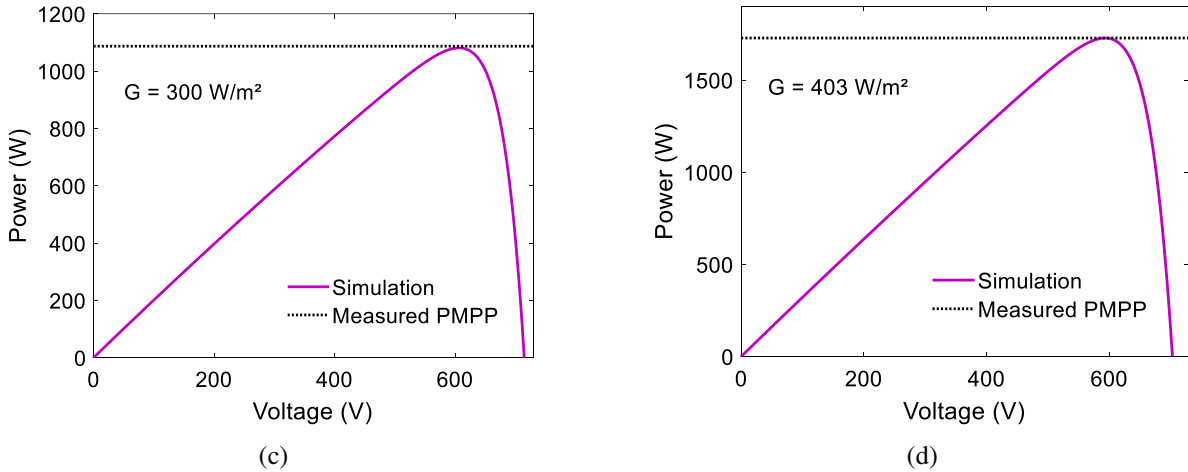 1200
1000
800
600
400
200
0
Power (W)
G = 300 W/m²
Simulation
Measured PMPP
0 200 400 600
Voltage (V)
(c)
1500
1000
500
0
Power (W)
G = 403 W/m²
Simulation
Measured PMPP
0 200 400 600
Voltage (V)
(d)